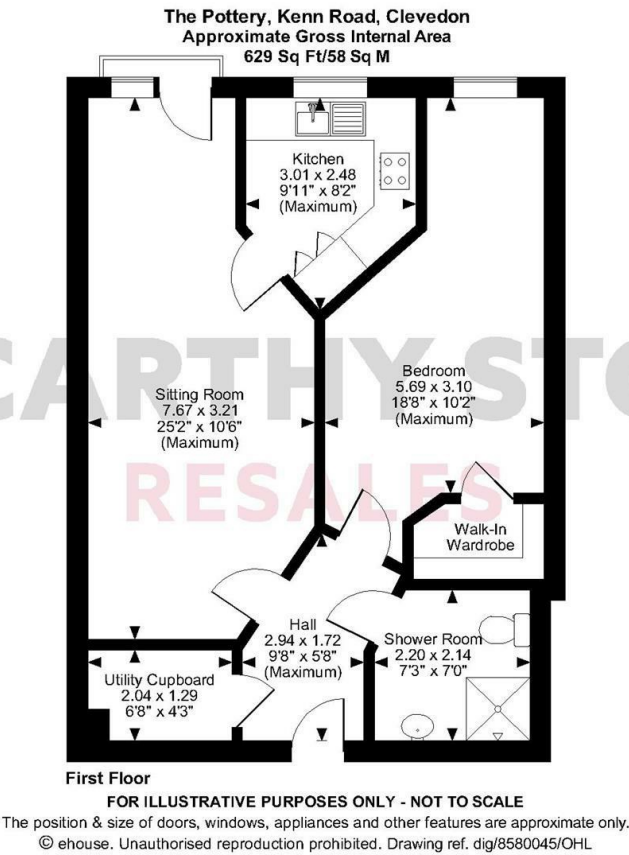 The Pottery, Kenn Road, Clevedon
Approximate Gross Internal Area
629 Sq Ft/58 Sq M
Kitchen
3.01 x 2.48
9'11" x 8'2"
(Maximum)
Bedroom
5.69 x 3.10
18'8" x 10'2"
(Maximum)
Sitting Room
7.67 x 3.21
25'2" x 10'6"
(Maximum)
CARTHY STO
RESALES
Walk-In
Wardrobe
Hall
2.94 x 1.72
9'8" x 5'8"
(Maximum)
Shower Room
2.20 x 2.14
7'3" x 7'0"
Utility Cupboard
2.04 x 1.29
6'8" x 4'3"
First Floor
FOR ILLUSTRATIVE PURPOSES ONLY - NOT TO SCALE
The position & size of doors, windows, appliances and other features are approximate only.
© ehouse. Unauthorised reproduction prohibited. Drawing ref. dig/8580045/OHL